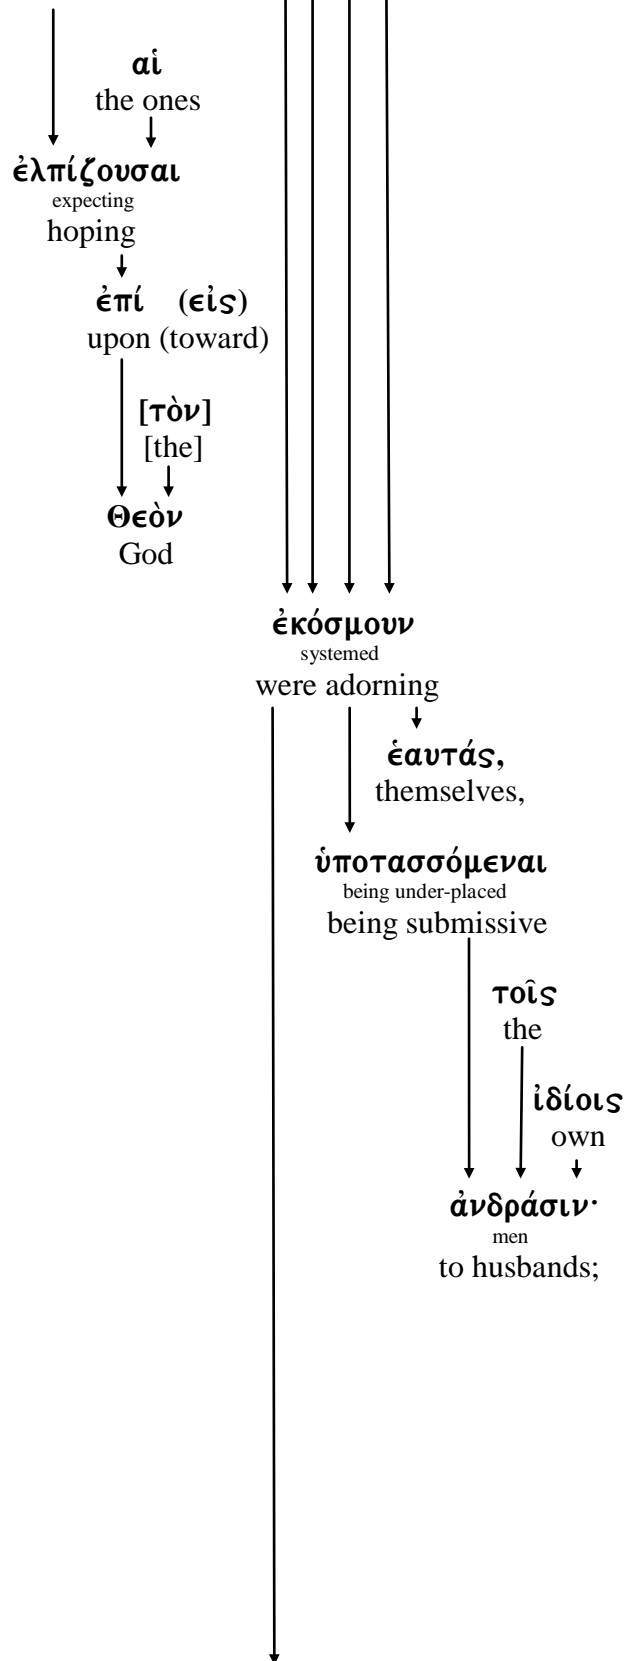 αἱ
the ones
ἐλπίζουσαι
expecting
hoping
ἐπί (εἰς)
upon (toward)
[τὸν]
[the]
Θεὸν
God
ἐκόσμουν
systemed
were adorning
ἑαυτάς,
themselves,
ὑποτασσόμεναι
being under-placed
being submissive
τοῖς
the
ἰδίοις
own
ἀνδράσιν·
men
to husbands;